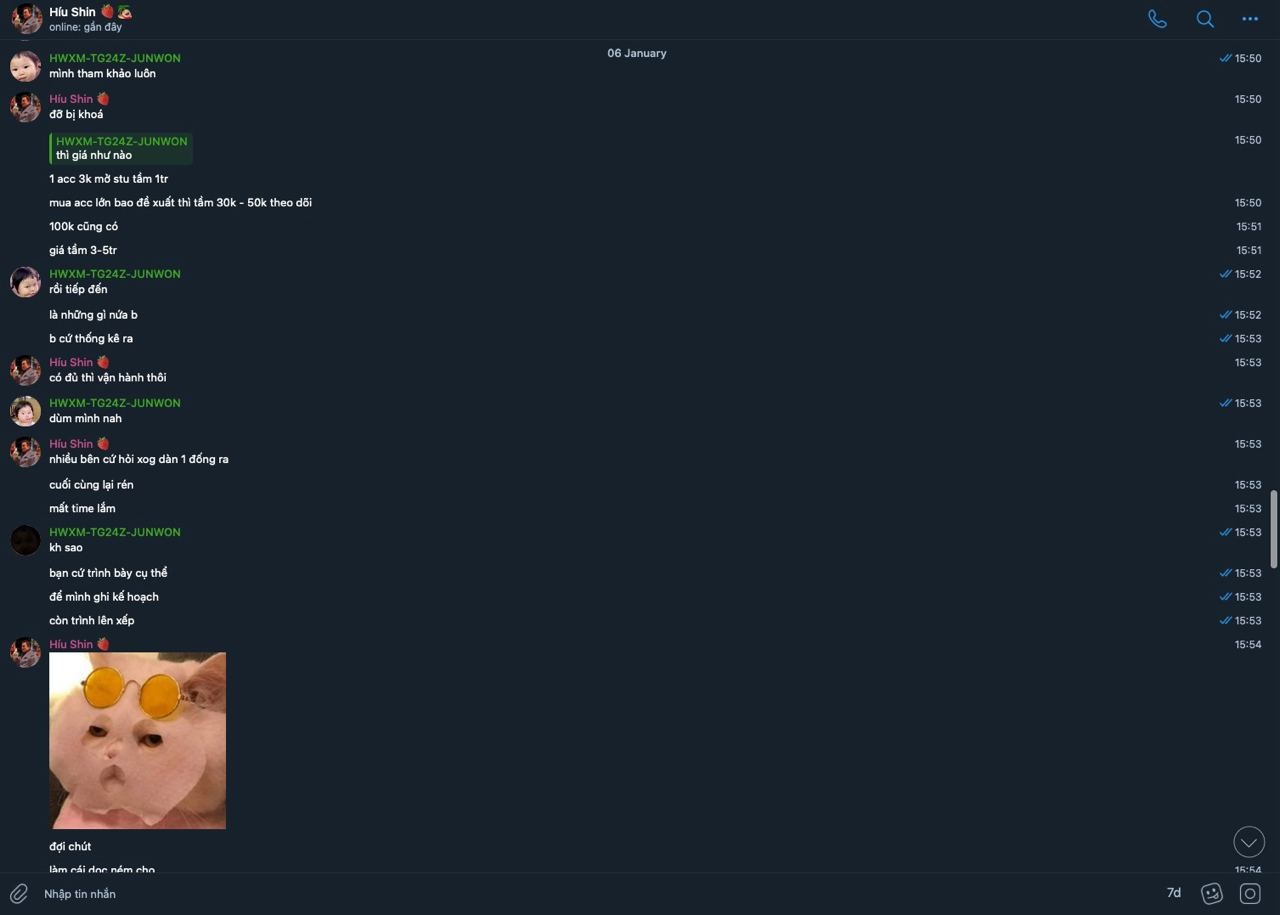 Híu Shin 🍓
online: gần đây
06 January
HWXM-TG24Z-JUNWON
15:50
mình tham khảo luôn
Híu Shin 🍓
15:50
đỡ bị khoá
HWXM-TG24Z-JUNWON
15:50
thì giá như nào
1 acc 3k mở stu tầm 1tr
mua acc lớn bao đề xuất thì tầm 30k - 50k theo dõi
15:50
100k cũng có
15:51
giá tầm 3-5tr
15:51
HWXM-TG24Z-JUNWON
15:52
rồi tiếp đến
là những gì nứa b
15:52
b cứ thống kê ra
15:53
Híu Shin 🍓
15:53
có đủ thì vận hành thôi
HWXM-TG24Z-JUNWON
15:53
dùm mình nah
Híu Shin 🍓
15:53
nhiều bên cứ hỏi xog dàn 1 đống ra
cuối cùng lại rén
15:53
mất time lắm
15:53
HWXM-TG24Z-JUNWON
15:53
kh sao
bạn cứ trình bày cụ thể
15:53
để mình ghi kế hoạch
15:53
còn trình lên xếp
15:53
Híu Shin 🍓
15:54
đợi chút
làm cái doc ném cho
15:54
Nhập tin nhắn
7d